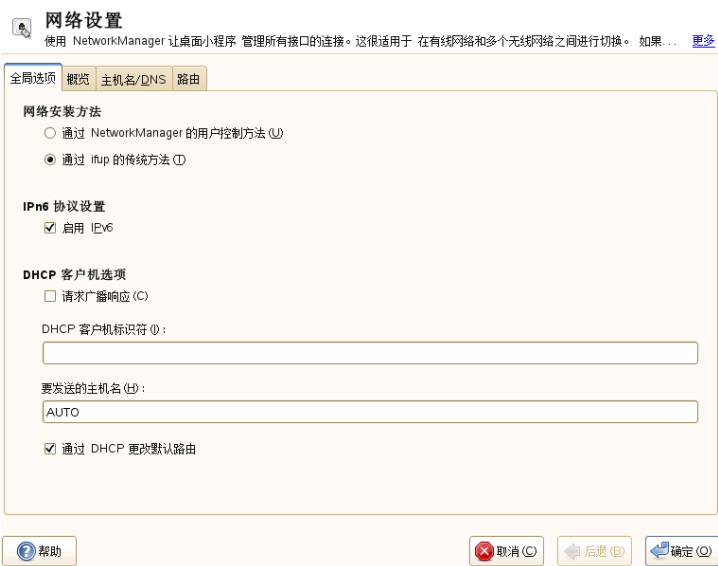 网络设置
使用 NetworkManager 让桌面小程序 管理所有接口的连接。这很适用于 在有线网络和多个无线网络之间进行切换。 如果... 更多
全局选项 概览 主机名/DNS 路由
网络安装方法
通过 NetworkManager 的用户控制方法(U)
通过 ifup 的传统方法(T)
IPn6 协议设置
启用 IPv6
DHCP 客户机选项
请求广播响应(C)
DHCP 客户机标识符(I):
要发送的主机名(H):
AUTO
通过 DHCP 更改默认路由
帮助 取消(C) 后退(B) 确定(O)